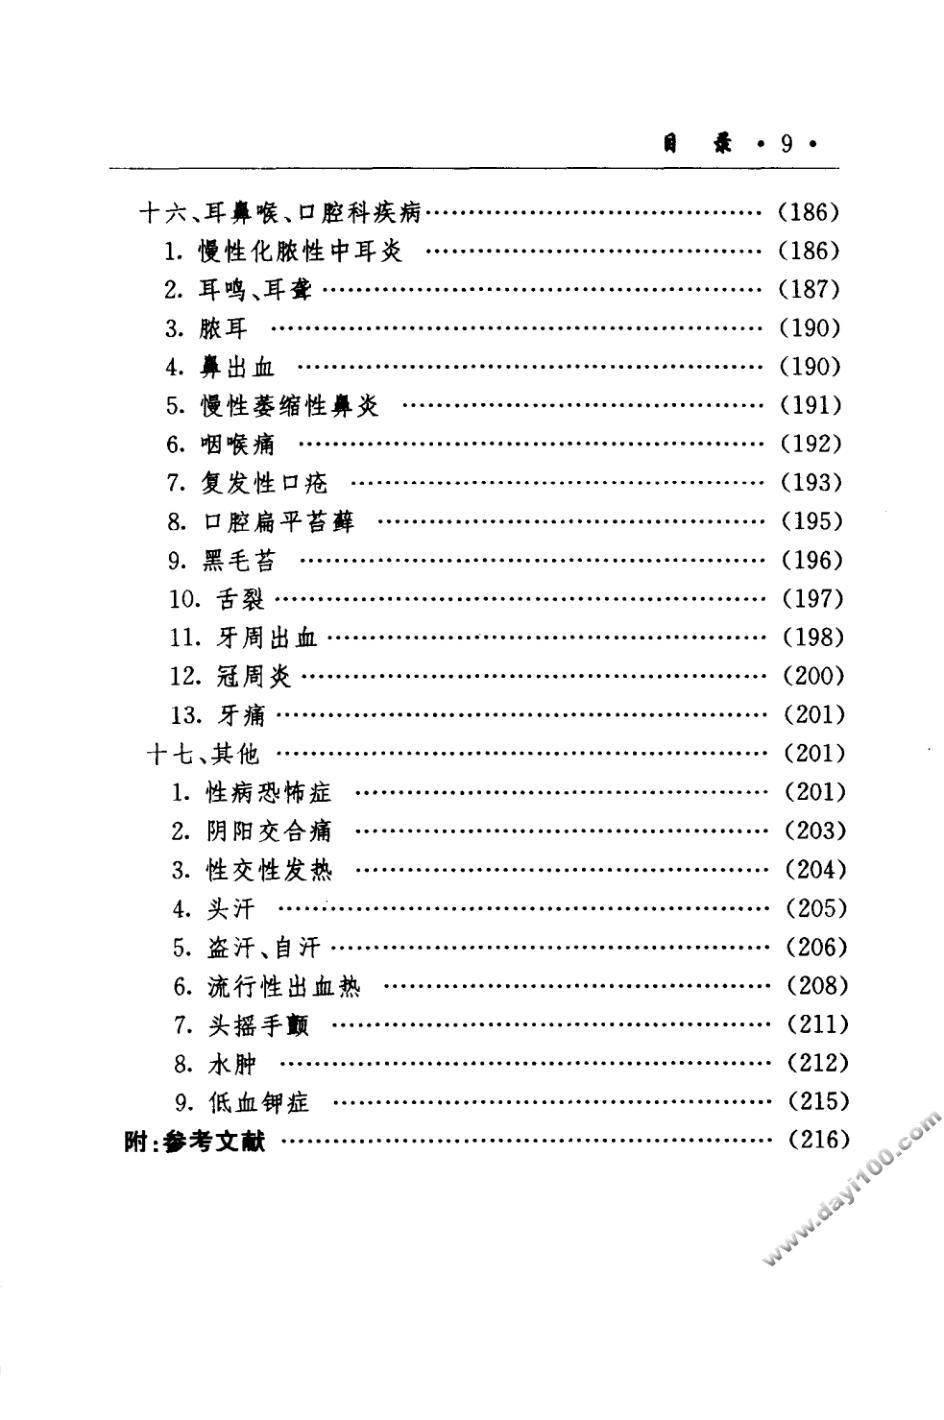 目 录 · 9 ·
十六、耳鼻喉、口腔科疾病……………………………………(186)
1. 慢性化脓性中耳炎 ……………………………………(186)
2. 耳鸣、耳聋………………………………………………(187)
3. 脓耳 ……………………………………………………(190)
4. 鼻出血 …………………………………………………(190)
5. 慢性萎缩性鼻炎 ………………………………………(191)
6. 咽喉痛 …………………………………………………(192)
7. 复发性口疮 ……………………………………………(193)
8. 口腔扁平苔藓 …………………………………………(195)
9. 黑毛苔 …………………………………………………(196)
10. 舌裂……………………………………………………(197)
11. 牙周出血………………………………………………(198)
12. 冠周炎…………………………………………………(200)
13. 牙痛……………………………………………………(201)
十七、其他 ……………………………………………………(201)
1. 性病恐怖症 ……………………………………………(201)
2. 阴阳交合痛 ……………………………………………(203)
3. 性交性发热 ……………………………………………(204)
4. 头汗 ……………………………………………………(205)
5. 盗汗、自汗………………………………………………(206)
6. 流行性出血热 …………………………………………(208)
7. 头摇手颤 ………………………………………………(211)
8. 水肿 ……………………………………………………(212)
9. 低血钾症 ………………………………………………(215)
附:参考文献 ……………………………………………………(216)
www.dayi100.com